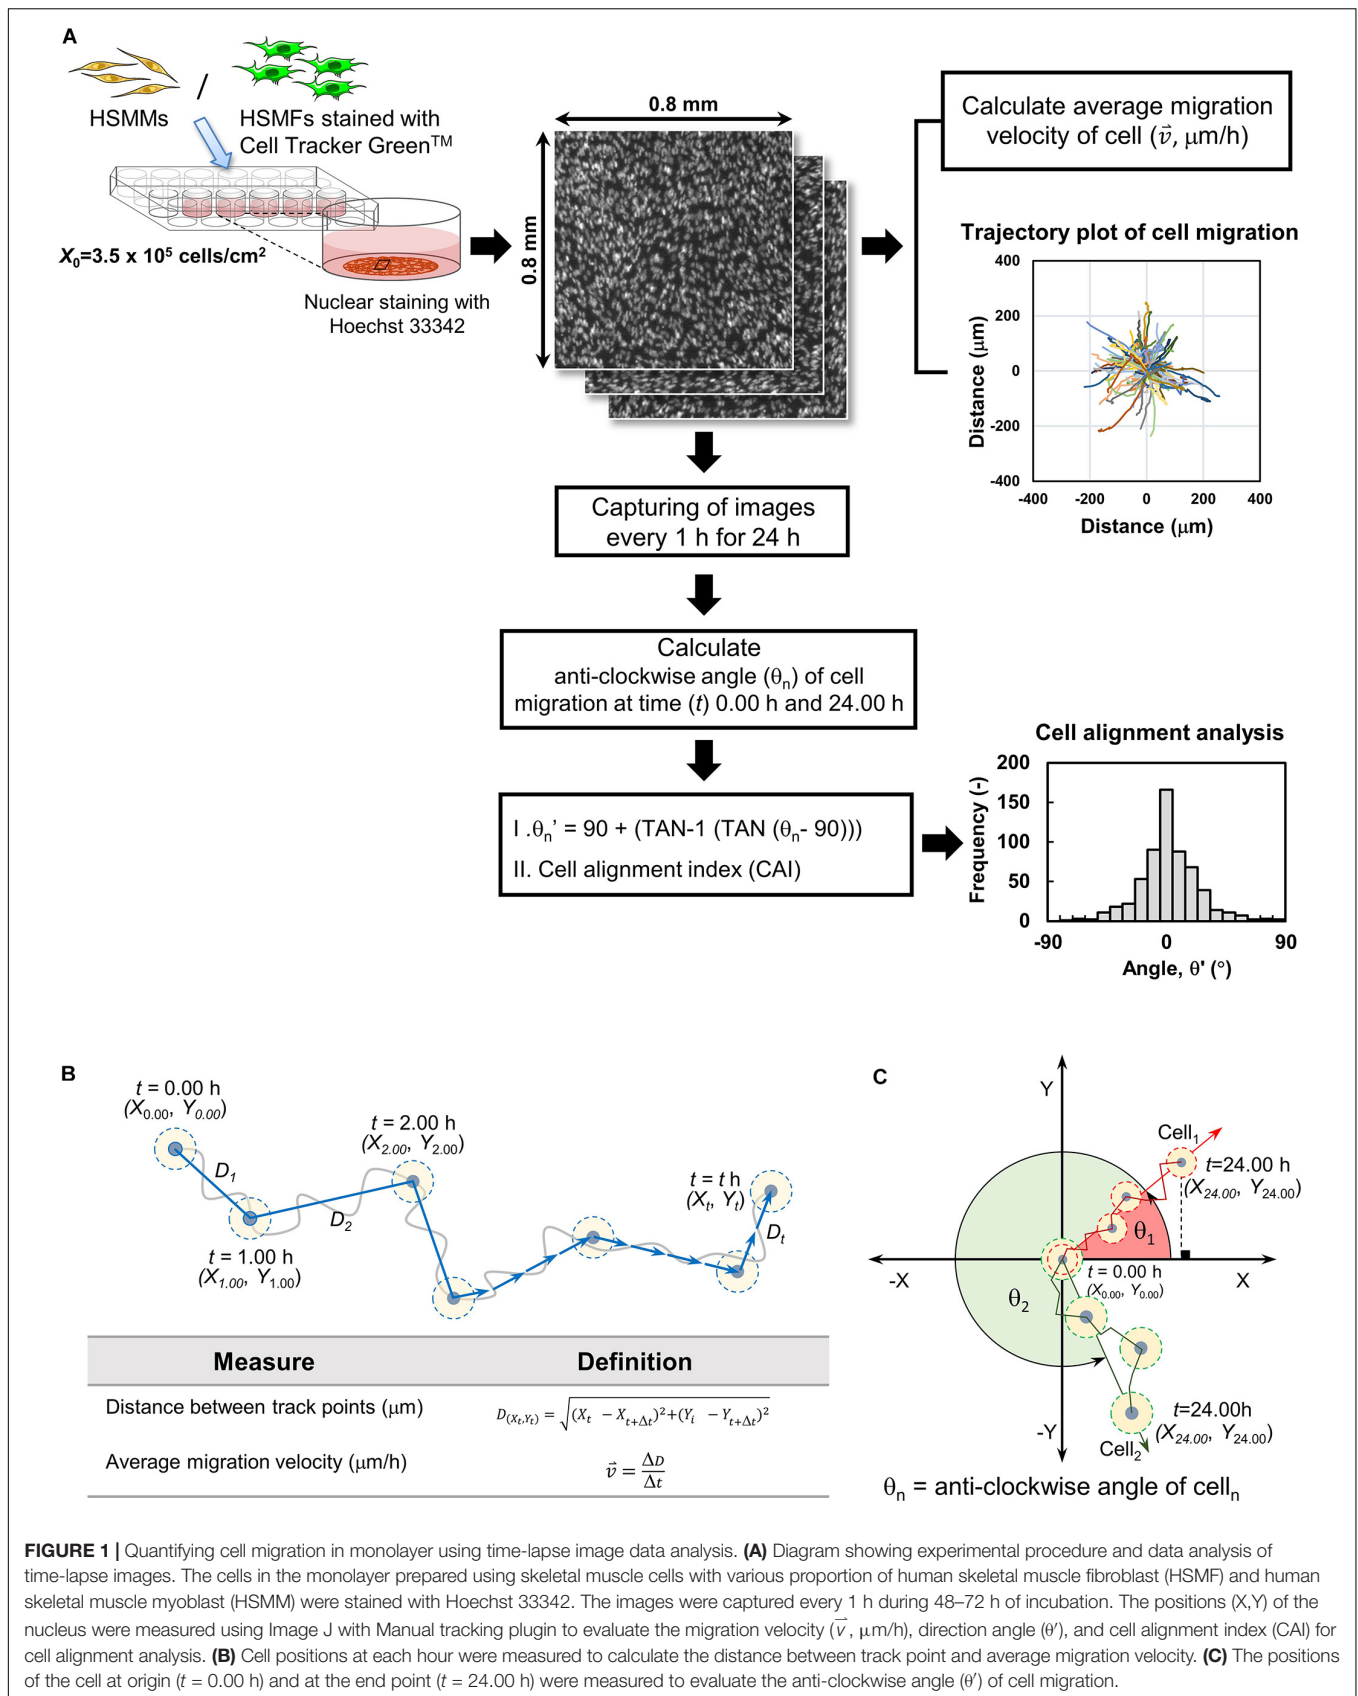 A
HSMMs
/
HSMFs stained with
Cell Tracker Green™
X₀=3.5 x 10⁵ cells/cm²
Nuclear staining with
Hoechst 33342
0.8 mm
0.8 mm
Calculate average migration
velocity of cell (v⃗, μm/h)
Trajectory plot of cell migration
Distance (μm)
400
200
0
-200
-400
-400 -200 0 200 400
Distance (μm)
Capturing of images
every 1 h for 24 h
Calculate
anti-clockwise angle (θₙ) of cell
migration at time (t) 0.00 h and 24.00 h
I .θₙ’ = 90 + (TAN-1 (TAN (θₙ- 90)))
II. Cell alignment index (CAI)
Cell alignment analysis
Frequency (-)
200
150
100
50
0
-90 0 90
Angle, θ' (°)
B
t = 0.00 h
(X₀.₀₀, Y₀.₀₀)
D₁
t = 1.00 h
(X₁.₀₀, Y₁.₀₀)
D₂
t = 2.00 h
(X₂.₀₀, Y₂.₀₀)
t = t h
(Xₜ, Yₜ)
Dₜ
Measure Definition
Distance between track points (μm) D₍Xₜ,Yₜ₎ = √(Xₜ − Xₜ₊Δₜ)²+(Yᵢ − Yₜ₊Δₜ)²
Average migration velocity (μm/h) v⃗ = ΔD/Δt
C
Y
Cell₁
t=24.00 h
(X₂₄.₀₀, Y₂₄.₀₀)
θ₁
-X
X
t = 0.00 h
(X₀.₀₀, Y₀.₀₀)
θ₂
t=24.00h
(X₂₄.₀₀, Y₂₄.₀₀)
-Y
Cell₂
θₙ = anti-clockwise angle of cellₙ
FIGURE 1 | Quantifying cell migration in monolayer using time-lapse image data analysis. (A) Diagram showing experimental procedure and data analysis of
time-lapse images. The cells in the monolayer prepared using skeletal muscle cells with various proportion of human skeletal muscle fibroblast (HSMF) and human
skeletal muscle myoblast (HSMM) were stained with Hoechst 33342. The images were captured every 1 h during 48–72 h of incubation. The positions (X,Y) of the
nucleus were measured using Image J with Manual tracking plugin to evaluate the migration velocity (v⃗, μm/h), direction angle (θ′), and cell alignment index (CAI) for
cell alignment analysis. (B) Cell positions at each hour were measured to calculate the distance between track point and average migration velocity. (C) The positions
of the cell at origin (t = 0.00 h) and at the end point (t = 24.00 h) were measured to evaluate the anti-clockwise angle (θ′) of cell migration.